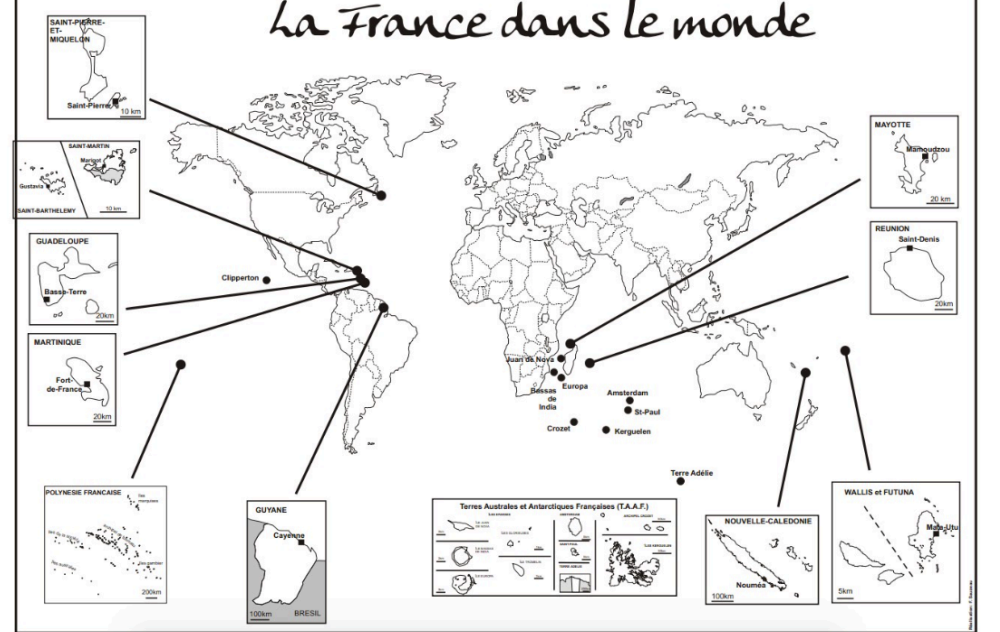 La France dans le monde
SAINT-PIERRE-
ET-
MIQUELON
Saint-Pierre
10 km
SAINT-MARTIN
Marigot
Gustavia
10 km
SAINT-BARTHELEMY
GUADELOUPE
Basse-Terre
20km
MARTINIQUE
Fort-
de-France
20km
Clipperton
MAYOTTE
Mamoudzou
20 km
REUNION
Saint-Denis
20km
Juan de Nova
Europa
Bassas
de
India
Amsterdam
St-Paul
Crozet
Kerguelen
Terre Adélie
POLYNESIE FRANCAISE
Iles
marquises
200km
GUYANE
Cayenne
100km
BRESIL
Terres Australes et Antarctiques Françaises (T.A.A.F.)
NOUVELLE-CALEDONIE
Nouméa
100km
WALLIS et FUTUNA
Mata-Utu
5km